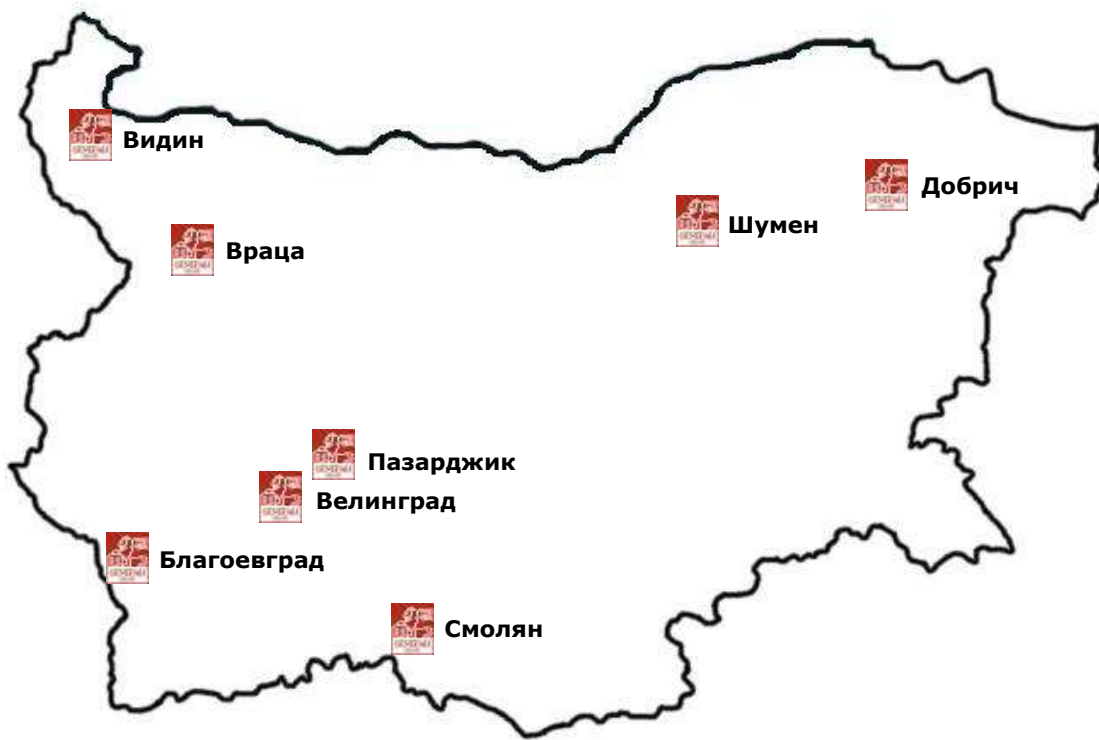 Видин
Добрич
Шумен
Враца
Пазарджик
Велинград
Благоевград
Смолян